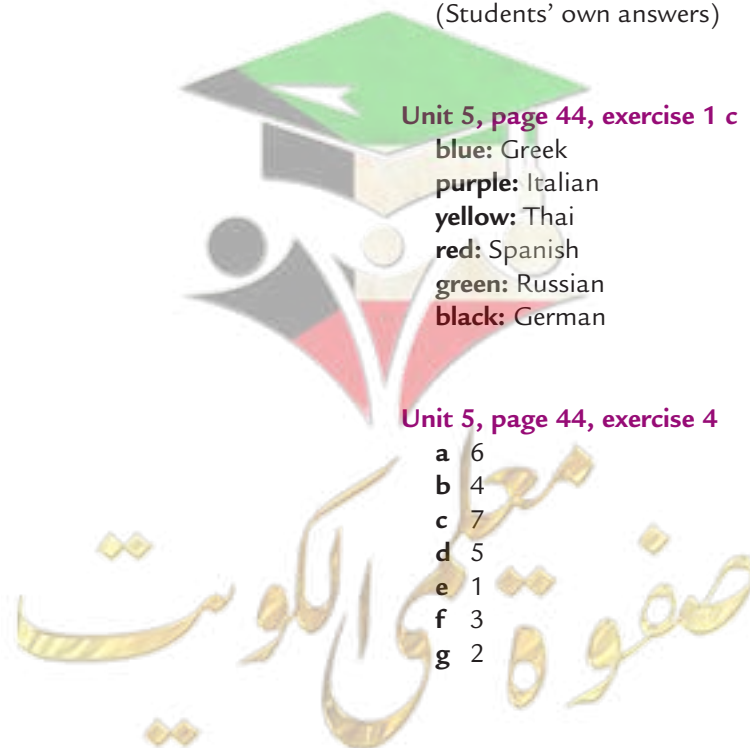 (Students’ own answers)
Unit 5, page 44, exercise 1 c
blue: Greek
purple: Italian
yellow: Thai
red: Spanish
green: Russian
black: German
Unit 5, page 44, exercise 4
a 6
b 4
c 7
d 5
e 1
f 3
g 2
صفوة معلمى الكويت